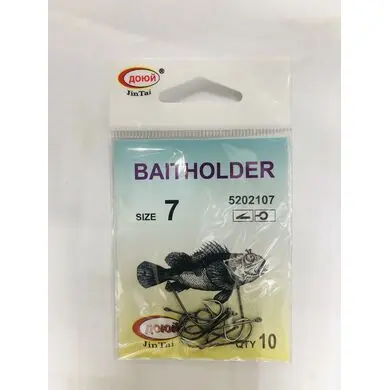 ДОЮЙ ®
JinTai
BAITHOLDER
5202107
SIZE 7
ДОЮЙ
JinTai
QTY 10